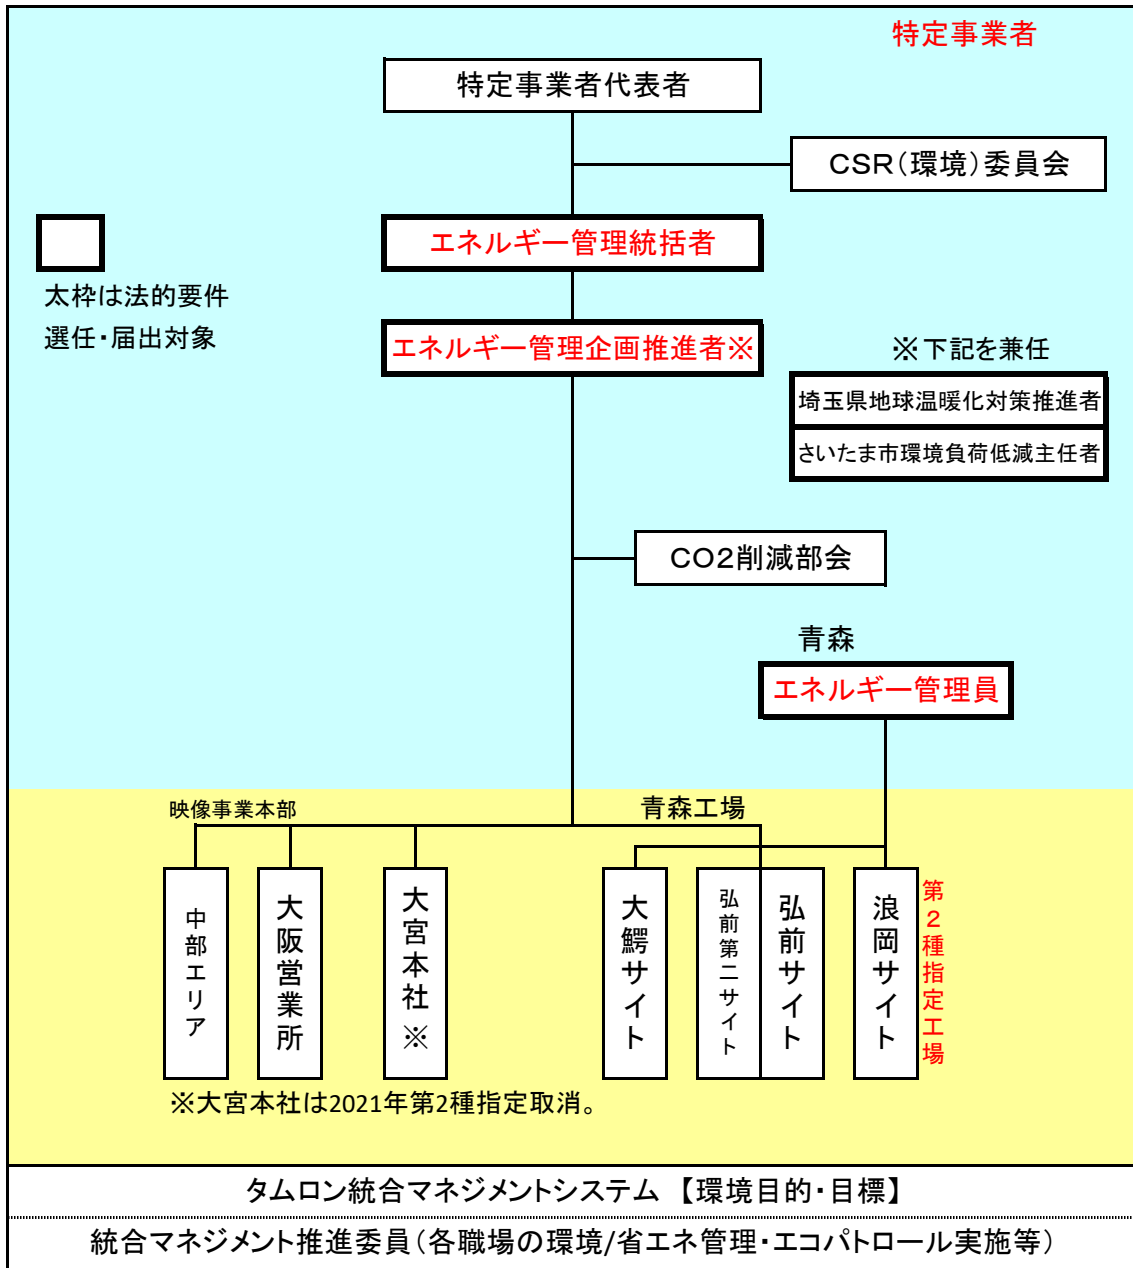 特定事業者
特定事業者代表者
CSR(環境)委員会
エネルギー管理統括者
太枠は法的要件
選任・届出対象
エネルギー管理企画推進者※
※下記を兼任
埼玉県地球温暖化対策推進者
さいたま市環境負荷低減主任者
CO2削減部会
青森
エネルギー管理員
映像事業本部
青森工場
中部エリア
大阪営業所
大宮本社※
大鰐サイト
弘前第二サイト
弘前サイト
浪岡サイト
第2種指定工場
※大宮本社は2021年第2種指定取消。
タムロン統合マネジメントシステム 【環境目的・目標】
統合マネジメント推進委員(各職場の環境/省エネ管理・エコパトロール実施等)